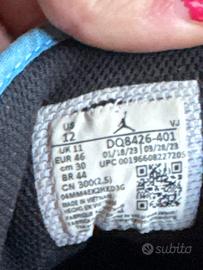 US
12
UK 11
EUR 46
cm 30
BR 44
CN 300(2.5)
VJ
DQ8426-401
01/18/23 03/28/23
UPC 00196608227205
subito